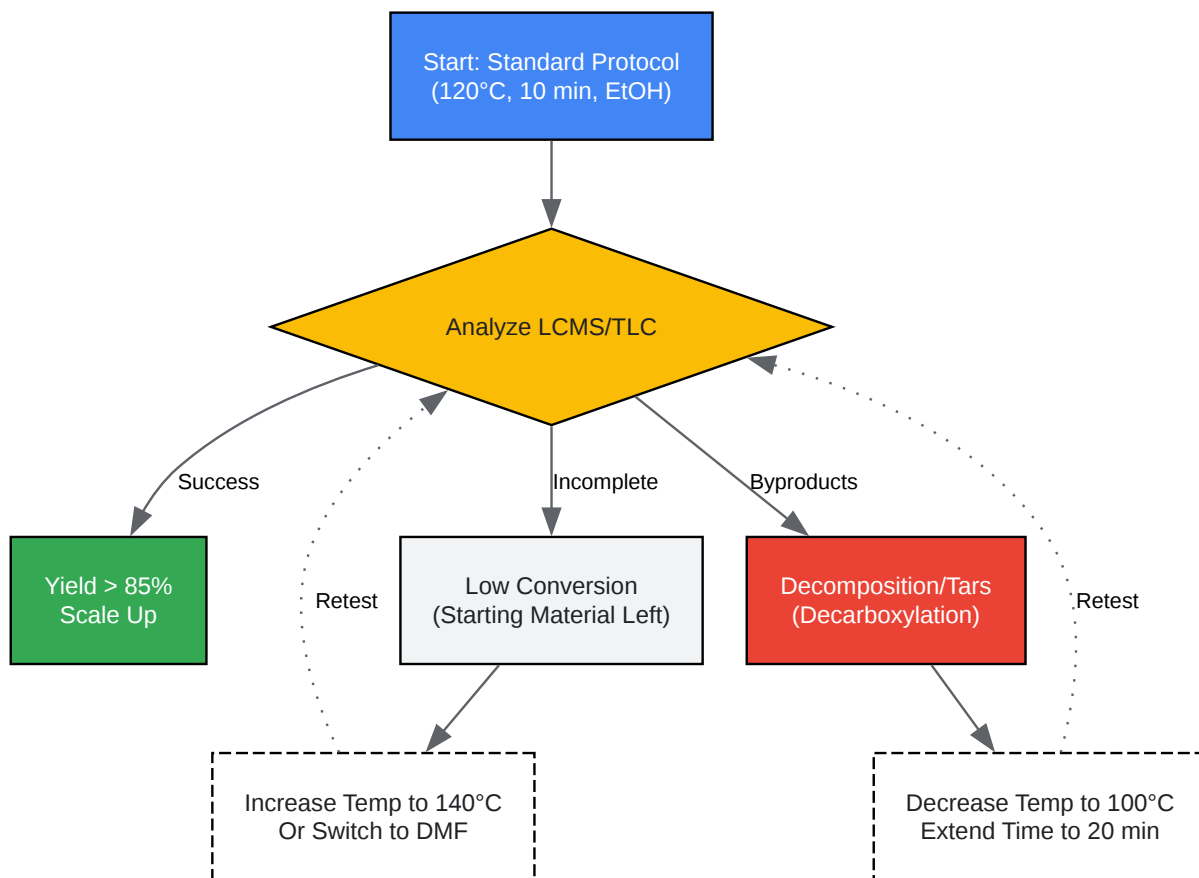 Start: Standard Protocol
(120°C, 10 min, EtOH)
Analyze LCMS/TLC
Success
Incomplete
Byproducts
Yield > 85%
Scale Up
Retest
Low Conversion
(Starting Material Left)
Decomposition/Tars
(Decarboxylation)
Retest
Increase Temp to 140°C
Or Switch to DMF
Decrease Temp to 100°C
Extend Time to 20 min